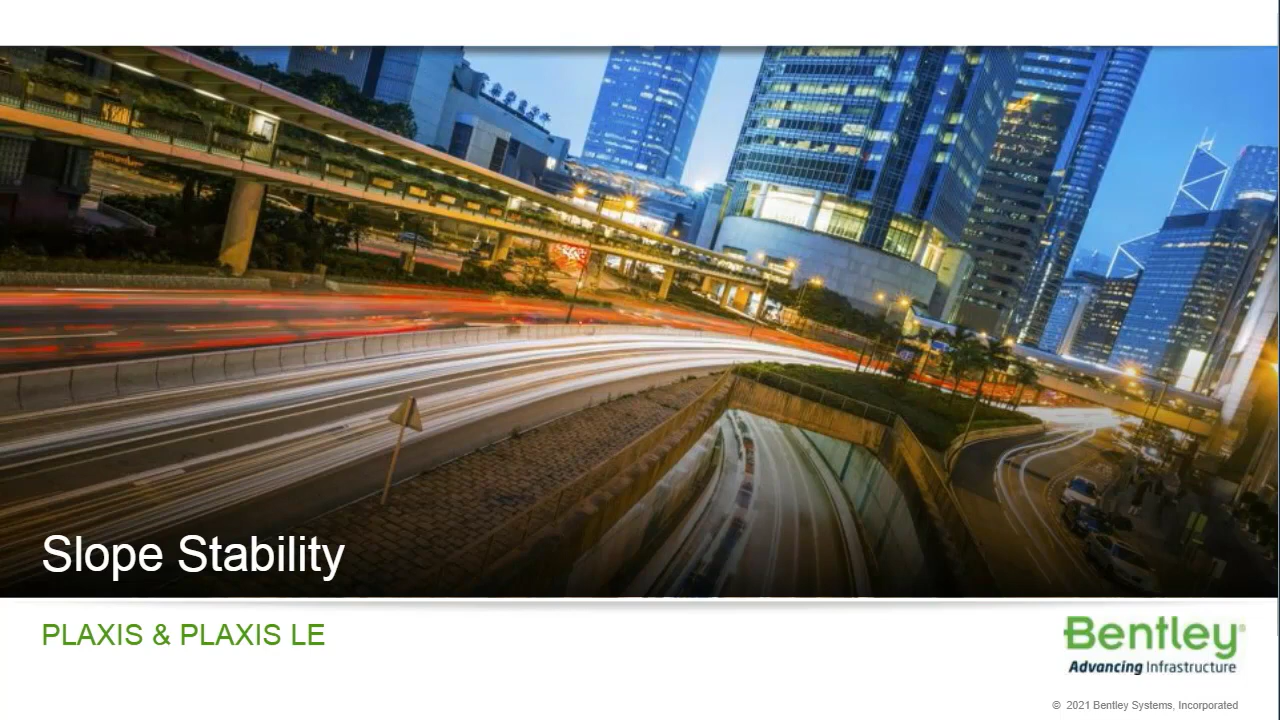 Slope Stability
PLAXIS & PLAXIS LE
Bentley®
Advancing Infrastructure
© 2021 Bentley Systems, Incorporated